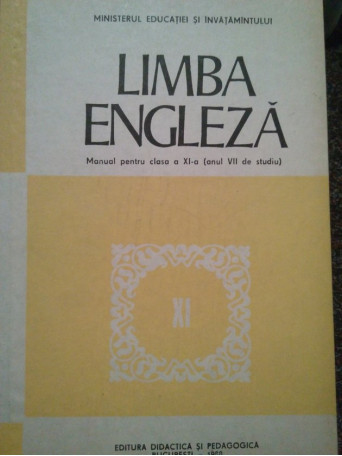 MINISTERUL EDUCAȚIEI ȘI ÎNVĂȚĂMÎNTULUI
LIMBA
ENGLEZĂ
Manual pentru clasa a XI-a (anul VII de studiu)
XI
EDITURA DIDACTICĂ ȘI PEDAGOGICĂ
BUCUREȘTI –